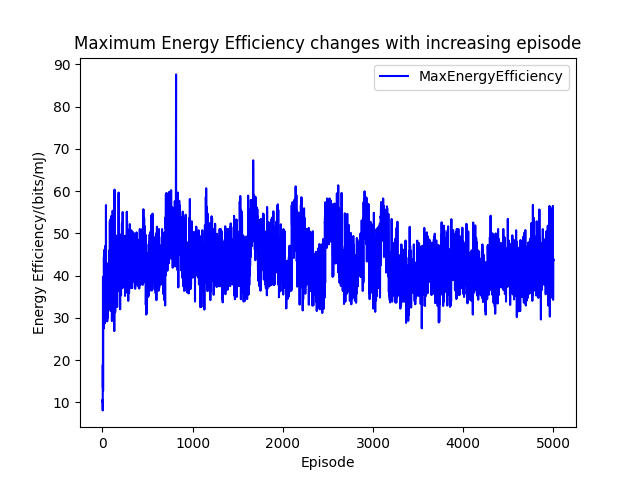 Maximum Energy Efficiency changes with increasing episode
MaxEnergyEfficiency
Energy Efficiency/(bits/mJ)
90
80
70
60
50
40
30
20
10
0 1000 2000 3000 4000 5000
Episode